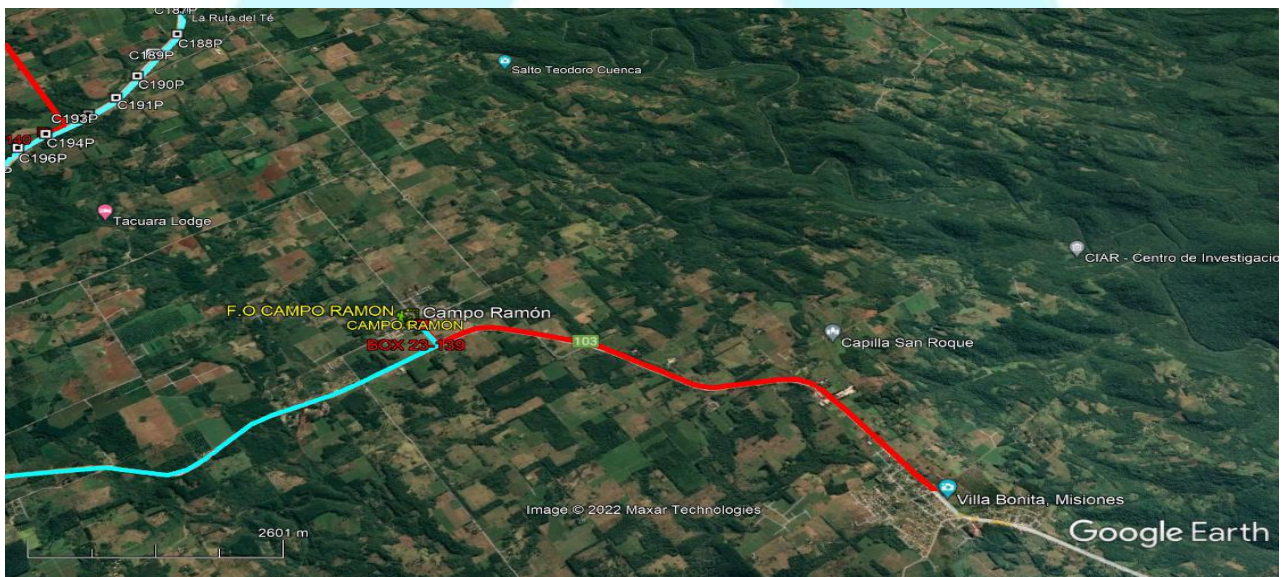 C187P
La Ruta del Té
C188P
C189P
C190P
C191P
C193P
C194P
C196P
Tacuara Lodge
Salto Teodoro Cuenca
CIAR - Centro de Investigacio
F.O CAMPO RAMON
Campo Ramón
CAMPO RAMON
BOX 23-139
103
Capilla San Roque
Villa Bonita, Misiones
Image © 2022 Maxar Technologies
2601 m
Google Earth